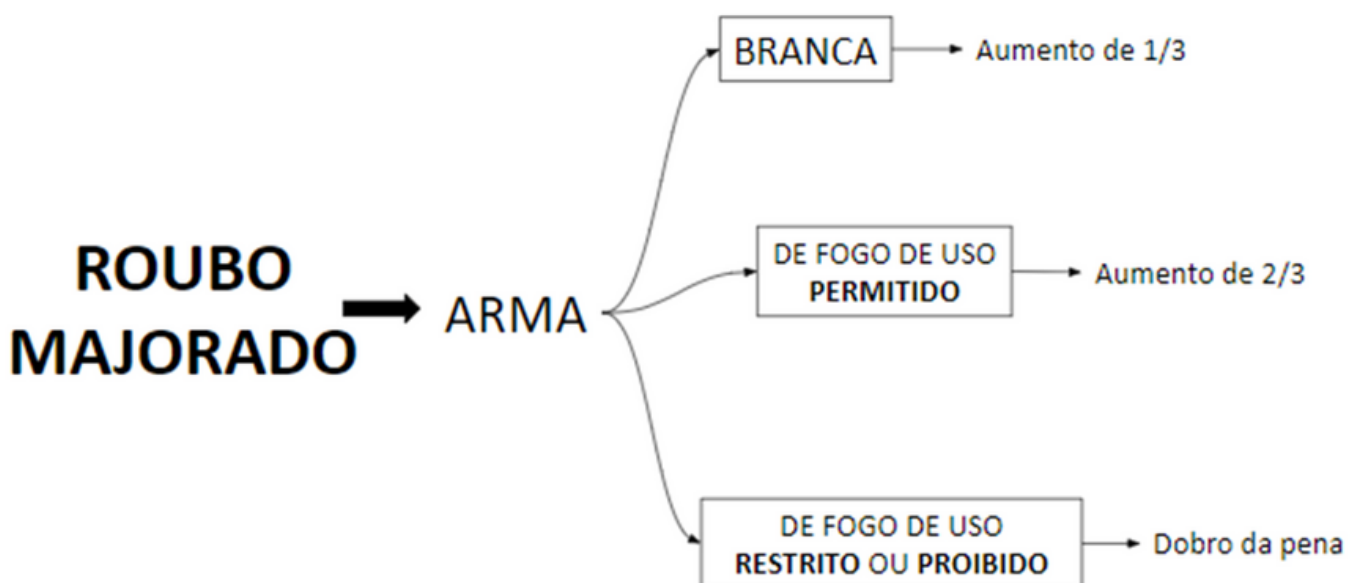 ROUBO
MAJORADO
ARMA
BRANCA
Aumento de 1/3
DE FOGO DE USO
PERMITIDO
Aumento de 2/3
DE FOGO DE USO
RESTRITO OU PROIBIDO
Dobro da pena